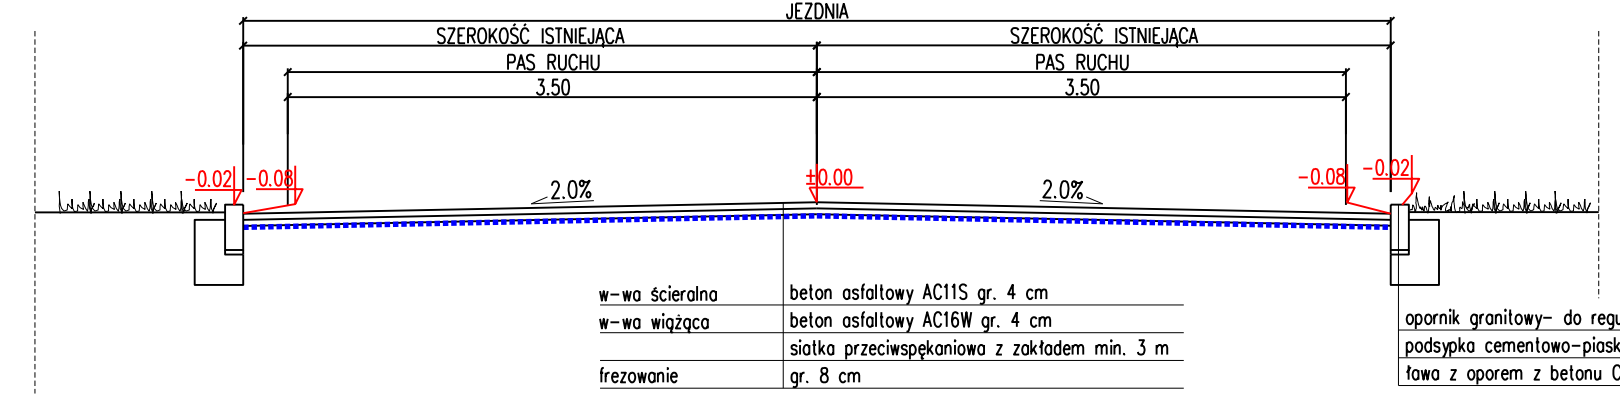 JEZDNIA
SZEROKOŚĆ ISTNIEJĄCA SZEROKOŚĆ ISTNIEJĄCA
PAS RUCHU PAS RUCHU
3.50 3.50
-0.02 -0.08 2.0% ±0.00 2.0% -0.08 -0.02
w-wa ścieralna beton asfaltowy AC11S gr. 4 cm
w-wa wiążąca beton asfaltowy AC16W gr. 4 cm
siatka przeciwspękaniowa z zakładem min. 3 m
frezowanie gr. 8 cm
opornik granitowy- do regu
podsypka cementowo-piask
ława z oporem z betonu